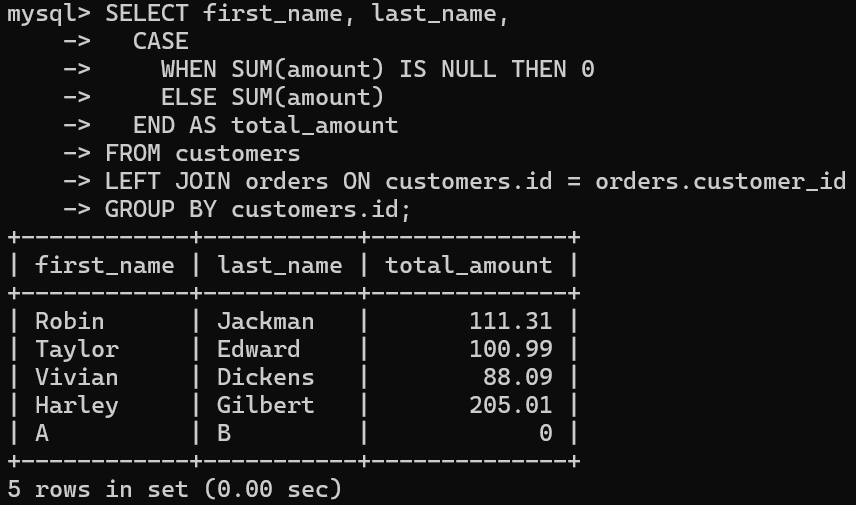 mysql> SELECT first_name, last_name,
    ->   CASE
    ->     WHEN SUM(amount) IS NULL THEN 0
    ->     ELSE SUM(amount)
    ->   END AS total_amount
    -> FROM customers
    -> LEFT JOIN orders ON customers.id = orders.customer_id
    -> GROUP BY customers.id;
+------------+-----------+--------------+
| first_name | last_name | total_amount |
+------------+-----------+--------------+
| Robin      | Jackman   |       111.31 |
| Taylor     | Edward    |       100.99 |
| Vivian     | Dickens   |        88.09 |
| Harley     | Gilbert   |       205.01 |
| A          | B         |            0 |
+------------+-----------+--------------+
5 rows in set (0.00 sec)